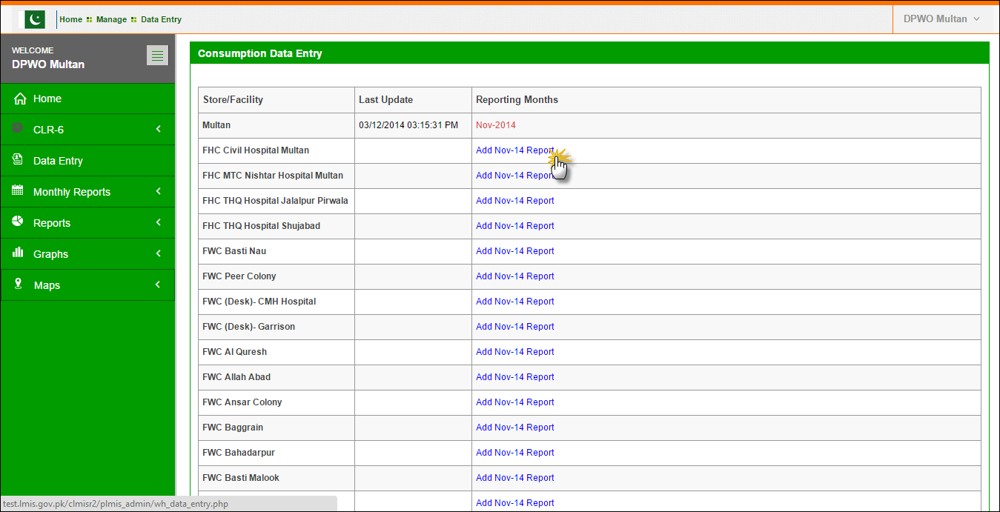 Home Manage Data Entry
DPWO Multan
WELCOME
DPWO Multan
Home
CLR-6
Data Entry
Monthly Reports
Reports
Graphs
Maps
Consumption Data Entry
Store/Facility Last Update Reporting Months
Multan 03/12/2014 03:15:31 PM Nov-2014
FHC Civil Hospital Multan Add Nov-14 Report
FHC MTC Nishtar Hospital Multan Add Nov-14 Report
FHC THQ Hospital Jalalpur Pirwala Add Nov-14 Report
FHC THQ Hospital Shujabad Add Nov-14 Report
FWC Basti Nau Add Nov-14 Report
FWC Peer Colony Add Nov-14 Report
FWC (Desk)- CMH Hospital Add Nov-14 Report
FWC (Desk)- Garrison Add Nov-14 Report
FWC Al Quresh Add Nov-14 Report
FWC Allah Abad Add Nov-14 Report
FWC Ansar Colony Add Nov-14 Report
FWC Baggrain Add Nov-14 Report
FWC Bahadarpur Add Nov-14 Report
FWC Basti Malook Add Nov-14 Report
Add Nov-14 Report
test.lmis.gov.pk/clmisr2/plmis_admin/wh_data_entry.php